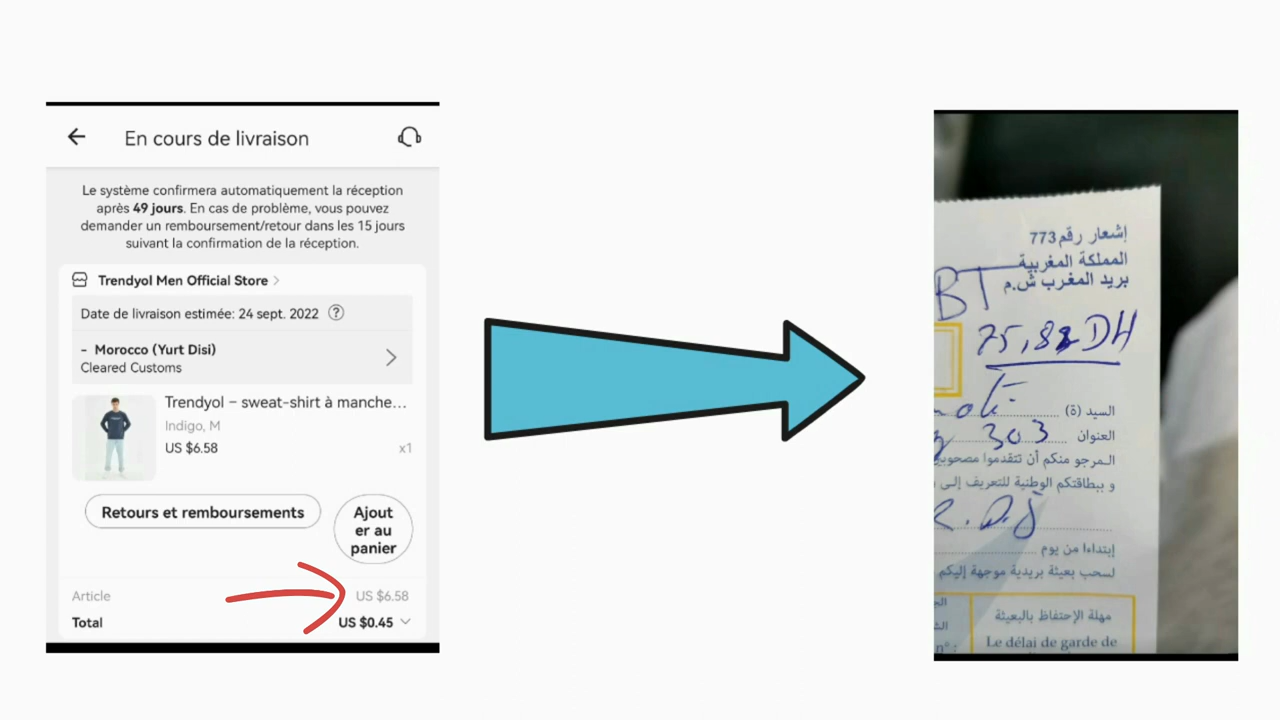 En cours de livraison
Le système confirmera automatiquement la réception
après 49 jours. En cas de problème, vous pouvez
demander un remboursement/retour dans les 15 jours
suivant la confirmation de la réception.
Trendyol Men Official Store >
Date de livraison estimée: 24 sept. 2022 ?
- Morocco (Yurt Disi)
Cleared Customs
Trendyol – sweat-shirt à manche...
Indigo, M
US $6.58 x1
Retours et remboursements
Ajout
er au
panier
Article US $6.58
Total US $0.45
إشعار رقم 773
المملكة المغربية
بريد المغرب ش.م
BT
DH
السيد (ة)
العنوان
303
المرجو منكم أن تتقدموا
و ببطاقتكم الوطنية للتعريف إلى
إبتداءا من يوم
لسحب بعيثة بريدية موجهة إليكم
مهلة الإحتفاظ بالبعيثة
Le délai de garde de
n° :